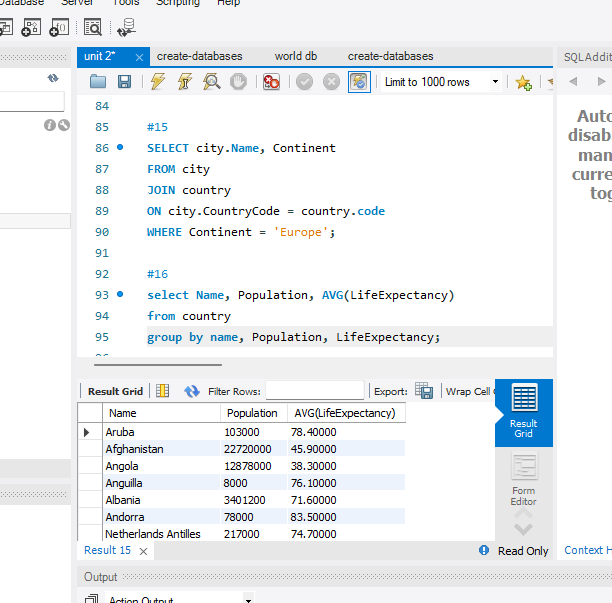 Database Server Tools Scripting Help
unit 2* create-databases world db create-databases
Limit to 1000 rows
84
85 #15
86 SELECT city.Name, Continent
87 FROM city
88 JOIN country
89 ON city.CountryCode = country.code
90 WHERE Continent = 'Europe';
91
92 #16
93 select Name, Population, AVG(LifeExpectancy)
94 from country
95 group by name, Population, LifeExpectancy;
Result Grid Filter Rows: Export: Wrap Cell
Name Population AVG(LifeExpectancy)
Aruba 103000 78.40000
Afghanistan 22720000 45.90000
Angola 12878000 38.30000
Anguilla 8000 76.10000
Albania 3401200 71.60000
Andorra 78000 83.50000
Netherlands Antilles 217000 74.70000
Result
Grid
Form
Editor
Result 15
Read Only
Output
Action Output
SQLAddit
Auto
disab
man
curre
tog
Context H